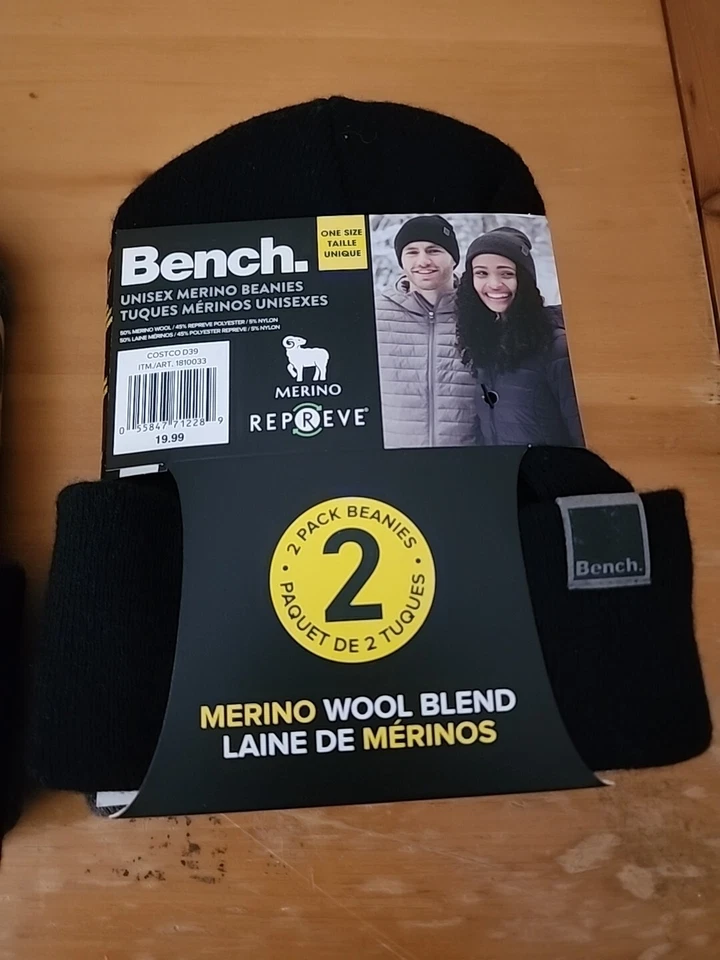 Bench.
ONE SIZE
TAILLE
UNIQUE
UNISEX MERINO BEANIES
TUQUES MÉRINOS UNISEXES
50% MERINO WOOL / 45% REPREVE POLYESTER / 5% NYLON
50% LAINE MÉRINOS / 45% POLYESTER REPREVE / 5% NYLON
COSTCO D39
ITM./ART. 1810033
0 55847 71228 9
19.99
MERINO
REPREVE®
2 PACK BEANIES
2
PAQUET DE 2 TUQUES
Bench.
MERINO WOOL BLEND
LAINE DE MÉRINOS